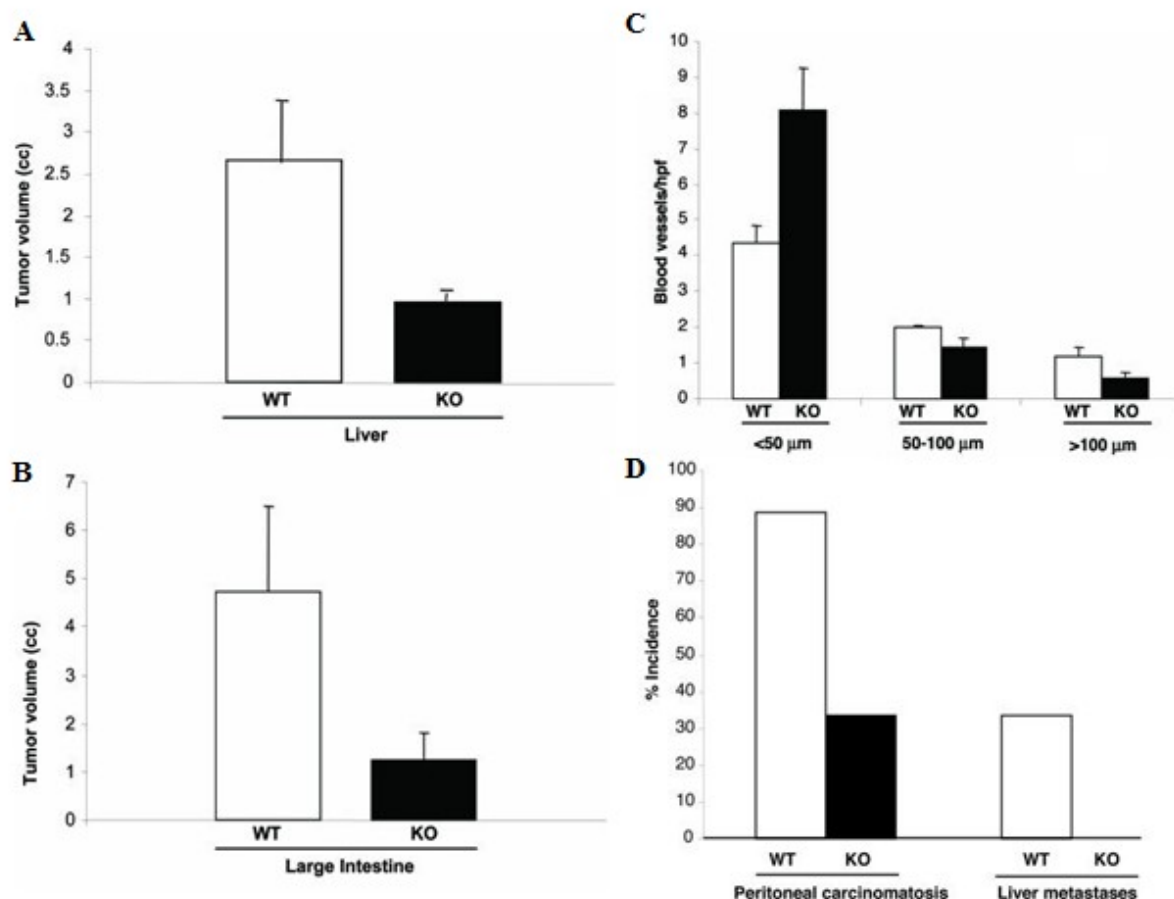 A
4
3.5
3
2.5
2
1.5
1
0.5
0
Tumor volume (cc)
WT KO
Liver
B
7
6
5
4
3
2
1
0
Tumor volume (cc)
WT KO
Large Intestine
C
10
9
8
7
6
5
4
3
2
1
0
Blood vessels/hpf
WT KO WT KO WT KO
<50 µm 50-100 µm >100 µm
D
100
90
80
70
60
50
40
30
20
10
0
% Incidence
WT KO WT KO
Peritoneal carcinomatosis Liver metastases